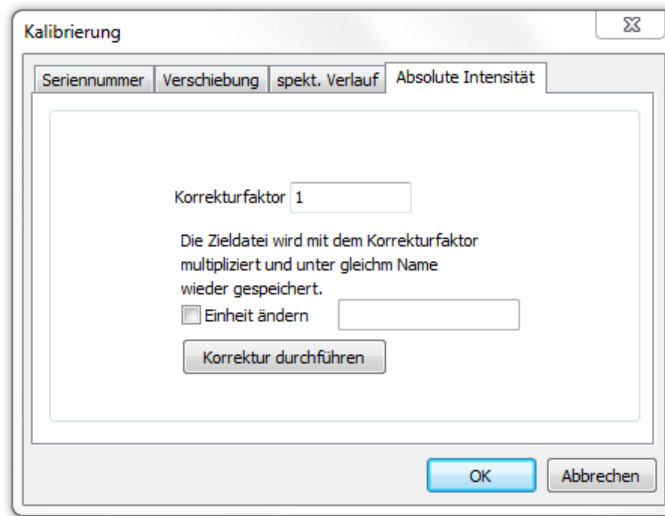 Kalibrierung
Seriennummer Verschiebung spekt. Verlauf Absolute Intensität
Korrekturfaktor 1
Die Zieldatei wird mit dem Korrekturfaktor
multipliziert und unter gleichm Name
wieder gespeichert.
Einheit ändern
Korrektur durchführen
OK Abbrechen